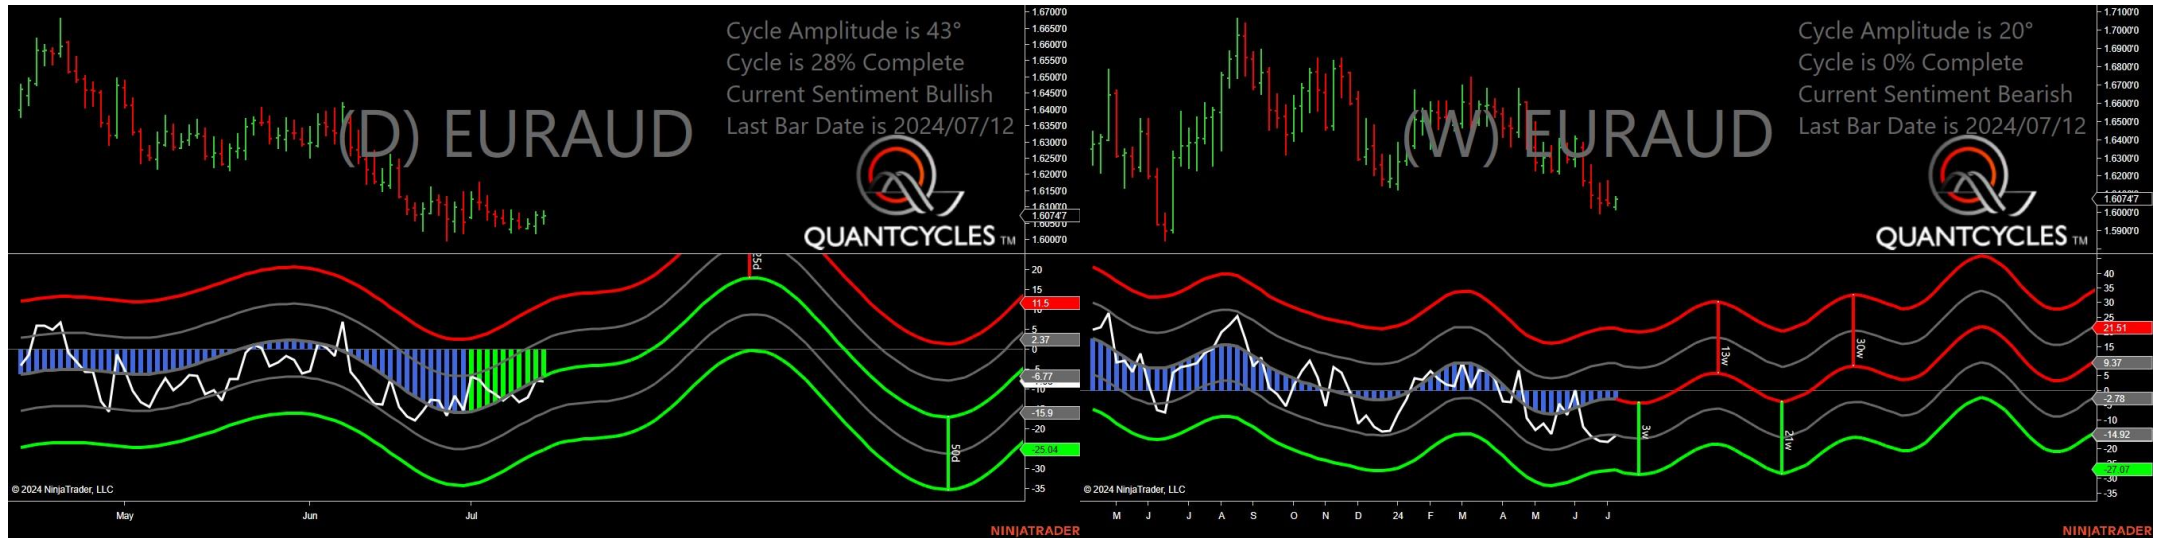 Cycle Amplitude is 43°
Cycle is 28% Complete
Current Sentiment Bullish
Last Bar Date is 2024/07/12
(D) EURAUD
QUANTCYCLES TM
1.6700'0
1.6650'0
1.6600'0
1.6550'0
1.6500'0
1.6450'0
1.6400'0
1.6350'0
1.6300'0
1.6250'0
1.6200'0
1.6150'0
1.6100'0
1.6074'7
1.6050'0
1.6000'0
25d
50d
20
15
11.5
10
5
2.37
0
-6.77
-10
-15.9
-20
-25.04
-30
-35
© 2024 NinjaTrader, LLC
May
Jun
Jul
NINJATRADER
Cycle Amplitude is 20°
Cycle is 0% Complete
Current Sentiment Bearish
Last Bar Date is 2024/07/12
(W) EURAUD
QUANTCYCLES TM
1.7100'0
1.7000'0
1.6900'0
1.6800'0
1.6700'0
1.6600'0
1.6500'0
1.6400'0
1.6300'0
1.6200'0
1.6074'7
1.6000'0
1.5900'0
3w
13w
21w
30w
40
35
30
25
21.51
15
9.37
5
0
-2.78
-10
-14.92
-20
-27.07
-30
-35
© 2024 NinjaTrader, LLC
M
J
J
A
S
O
N
D
24
F
M
A
M
J
J
NINJATRADER